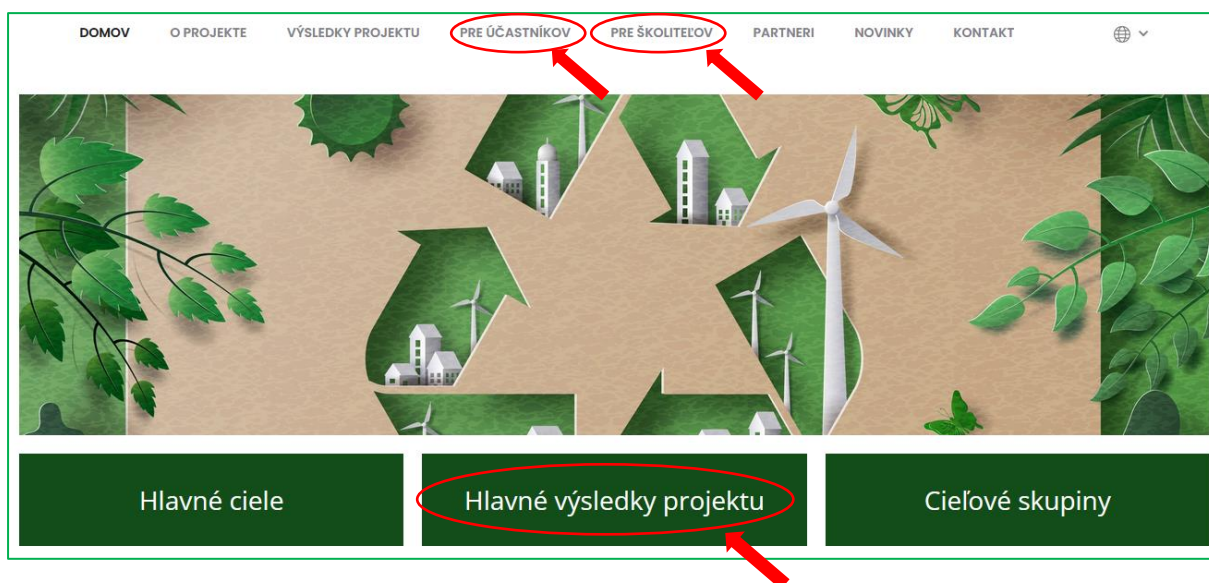 DOMOV O PROJEKTE VÝSLEDKY PROJEKTU PRE ÚČASTNÍKOV PRE ŠKOLITEĽOV PARTNERI NOVINKY KONTAKT
Hlavné ciele Hlavné výsledky projektu Cieľové skupiny